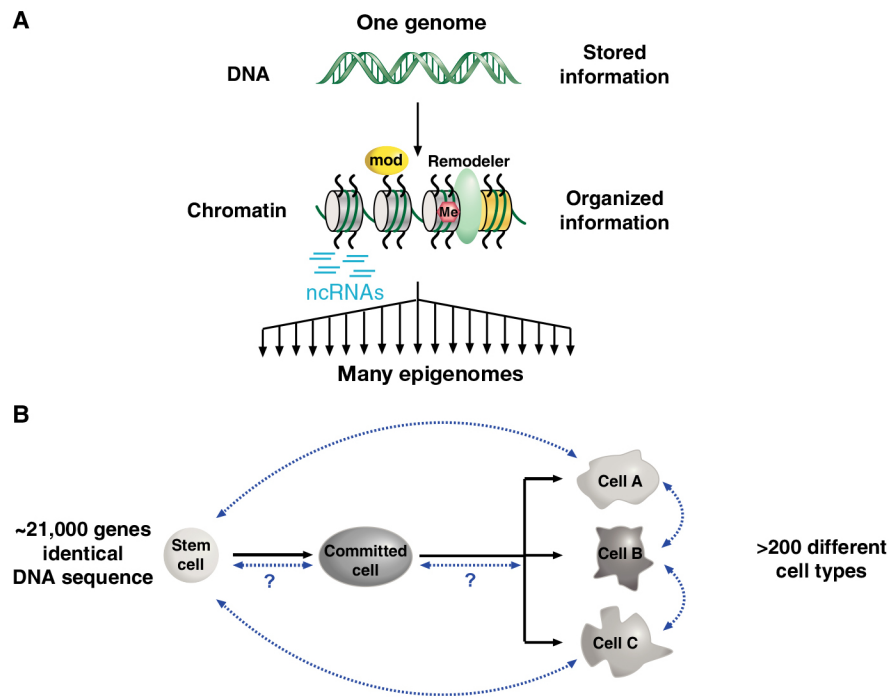 A
One genome
DNA
Stored
information
mod
Remodeler
Chromatin
Me
Organized
information
ncRNAs
Many epigenomes
B
~21,000 genes
identical
DNA sequence
Stem
cell
?
Committed
cell
?
Cell A
Cell B
Cell C
>200 different
cell types